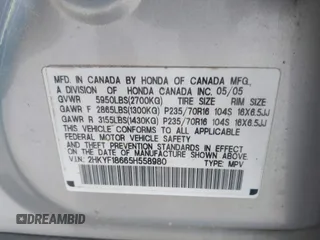 MFD. IN CANADA BY HONDA OF CANADA MFG.
A DIVISION OF HONDA CANADA INC. 05/05
GVWR 5950LBS(2700KG) TIRE SIZE RIM SIZE
GAWR F 2865LBS(1300KG) P235/70R16 104S 16X6.5JJ
GAWR R 3155LBS(1430KG) P235/70R16 104S 16X6.5JJ
THIS VEHICLE CONFORMS TO ALL APPLICABLE
FEDERAL MOTOR VEHICLE SAFETY STANDARDS IN
EFFECT ON THE DATE OF MANUFACTURE SHOWN ABOVE.
V.I.N.: 2HKYF18665H558980 TYPE: MPV
DREAMBID